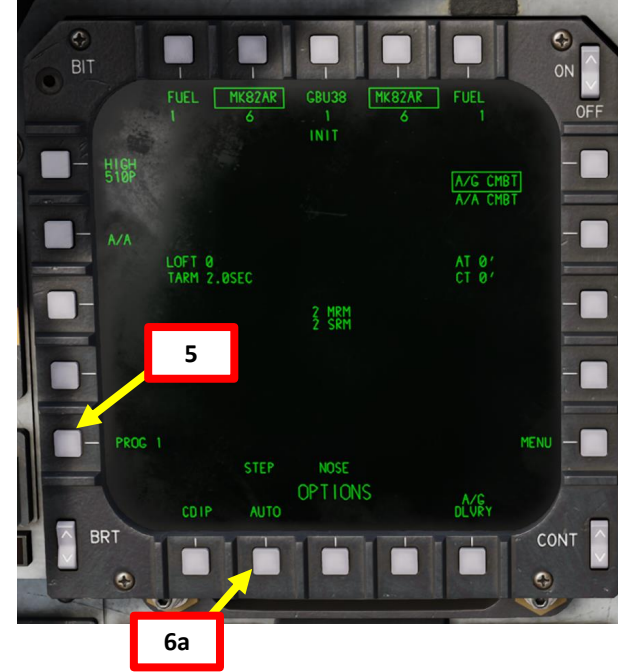 BIT
ON
OFF
FUEL MK82AR GBU38 MK82AR FUEL
1 6 1 6 1
INIT
HIGH
510P
A/G CMBT
A/A CMBT
A/A
LOFT 0 AT 0'
TARM 2.0SEC CT 0'
2 MRM
2 SRM
5
PROG 1 MENU
STEP NOSE
OPTIONS
CDIP AUTO A/G
DLVRY
BRT CONT
6a